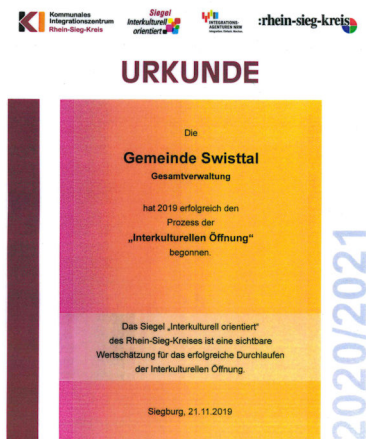 Kommunales
Integrationszentrum
Rhein-Sieg-Kreis
Siegel
Interkulturell
orientiert
INTEGRATIONS-
AGENTUREN NRW
:rhein-sieg-kreis
URKUNDE
Die
Gemeinde Swisttal
Gesamtverwaltung
hat 2019 erfolgreich den
Prozess der
„Interkulturellen Öffnung“
begonnen.
Das Siegel „Interkulturell orientiert“
des Rhein-Sieg-Kreises ist eine sichtbare
Wertschätzung für das erfolgreiche Durchlaufen
der Interkulturellen Öffnung.
Siegburg, 21.11.2019
2020/2021